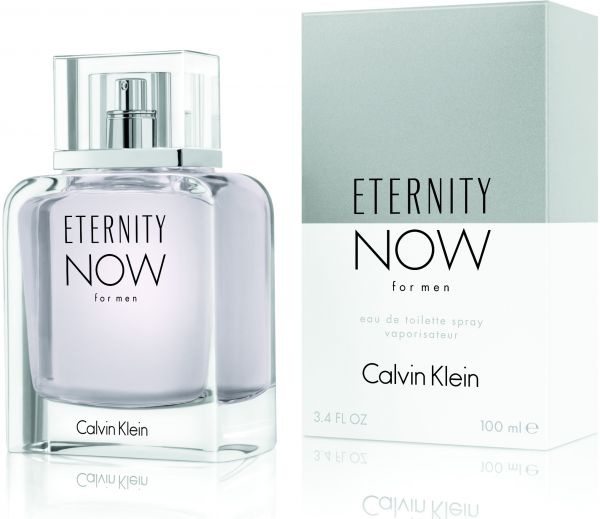 ETERNITY
NOW
for men
Calvin Klein
ETERNITY
NOW
for men
eau de toilette spray
vaporisateur
Calvin Klein
3.4 FL OZ 100 ml ℮